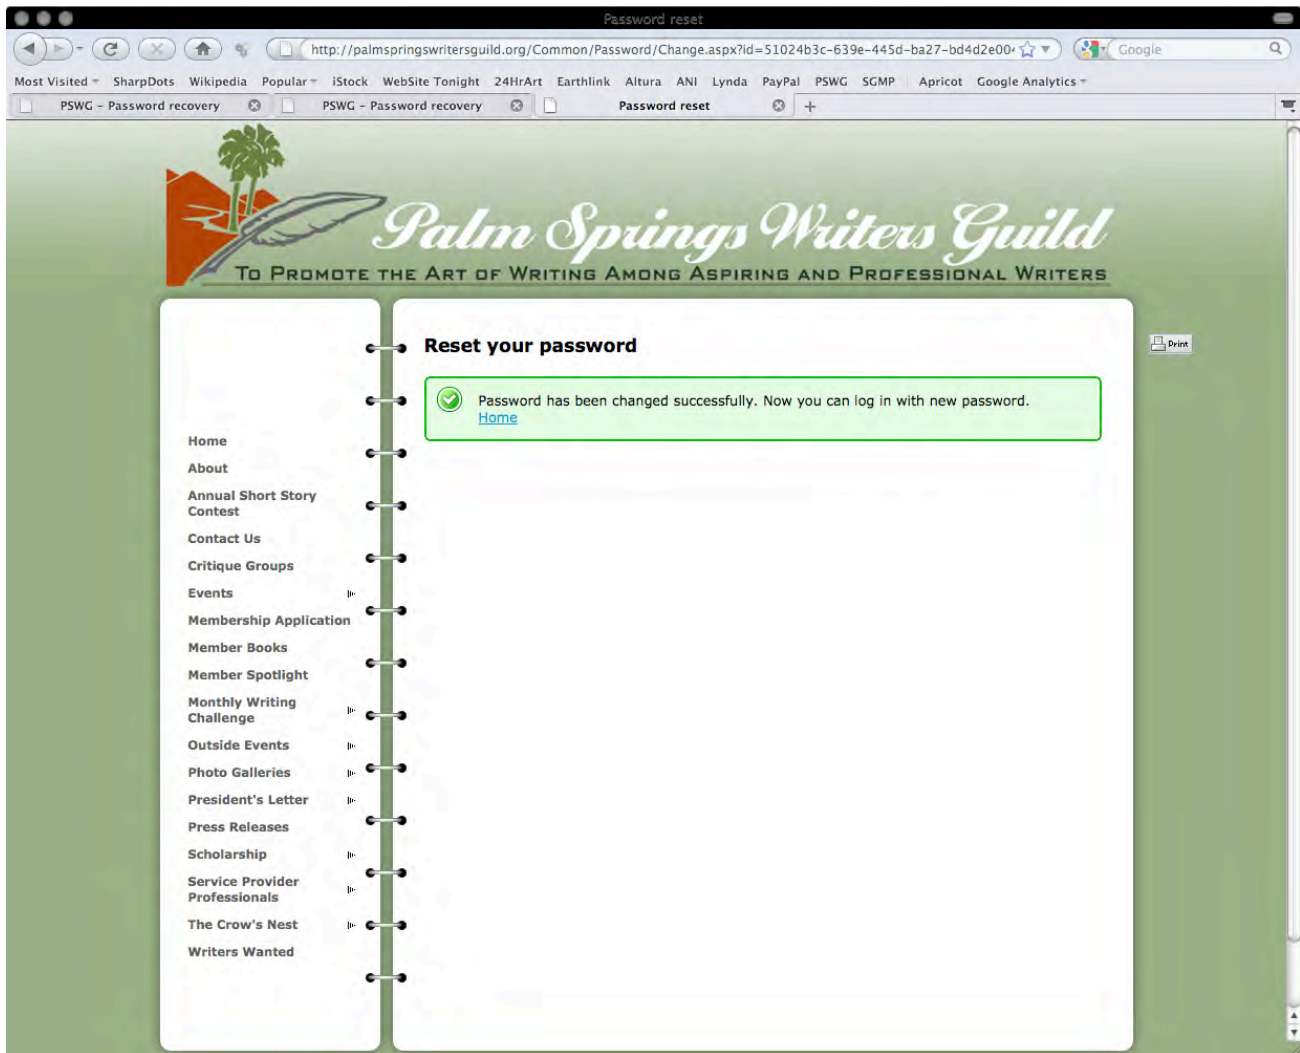 Password reset
http://palmspringswritersguild.org/Common/Password/Change.aspx?id=51024b3c-639e-445d-ba27-bd4d2e00
Google
Most Visited SharpDots Wikipedia Popular iStock WebSite Tonight 24HrArt Earthlink Altura ANI Lynda PayPal PSWG SGMP Apricot Google Analytics
PSWG - Password recovery PSWG - Password recovery Password reset
Palm Springs Writers Guild
To Promote the Art of Writing Among Aspiring and Professional Writers
Reset your password
Print
Password has been changed successfully. Now you can log in with new password.
Home
Home
About
Annual Short Story
Contest
Contact Us
Critique Groups
Events
Membership Application
Member Books
Member Spotlight
Monthly Writing
Challenge
Outside Events
Photo Galleries
President's Letter
Press Releases
Scholarship
Service Provider
Professionals
The Crow's Nest
Writers Wanted